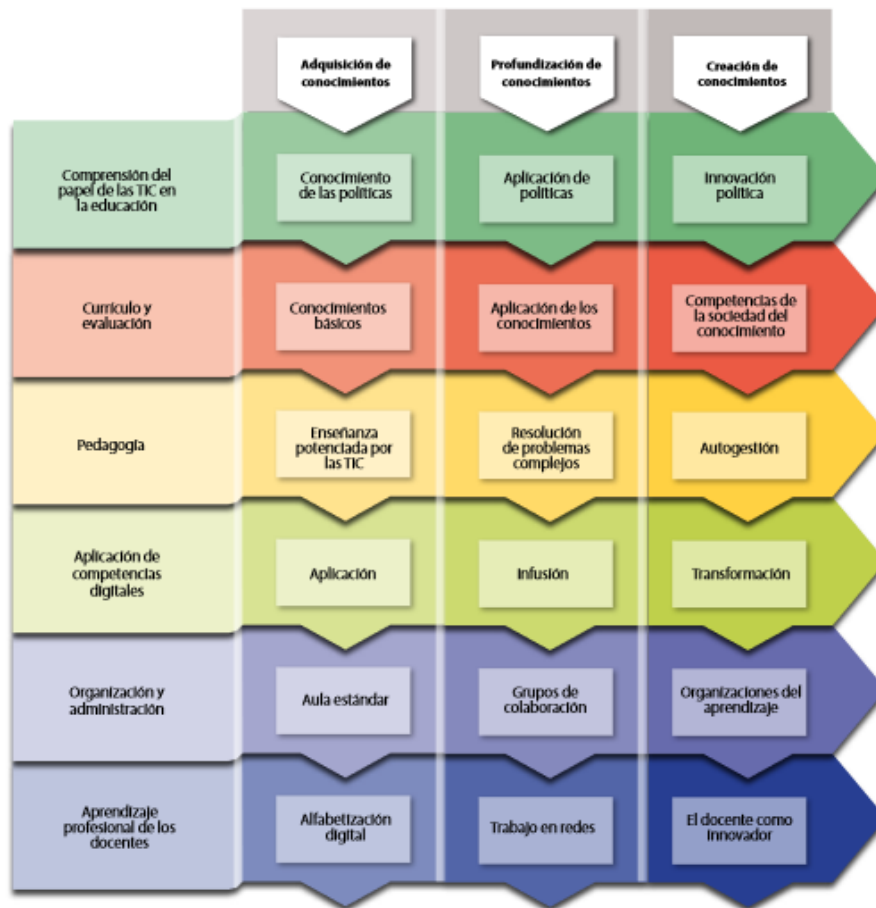 Adquisición de
conocimientos
Profundización de
conocimientos
Creación de
conocimientos
Comprensión del
papel de las TIC en
la educación
Conocimiento
de las políticas
Aplicación de
políticas
Innovación
política
Currículo y
evaluación
Conocimientos
básicos
Aplicación de los
conocimientos
Competencias de
la sociedad del
conocimiento
Pedagogía
Enseñanza
potenciada por
las TIC
Resolución
de problemas
complejos
Autogestión
Aplicación de
competencias
digitales
Aplicación
Infusión
Transformación
Organización y
administración
Aula estándar
Grupos de
colaboración
Organizaciones del
aprendizaje
Aprendizaje
profesional de los
docentes
Alfabetización
digital
Trabajo en redes
El docente como
innovador